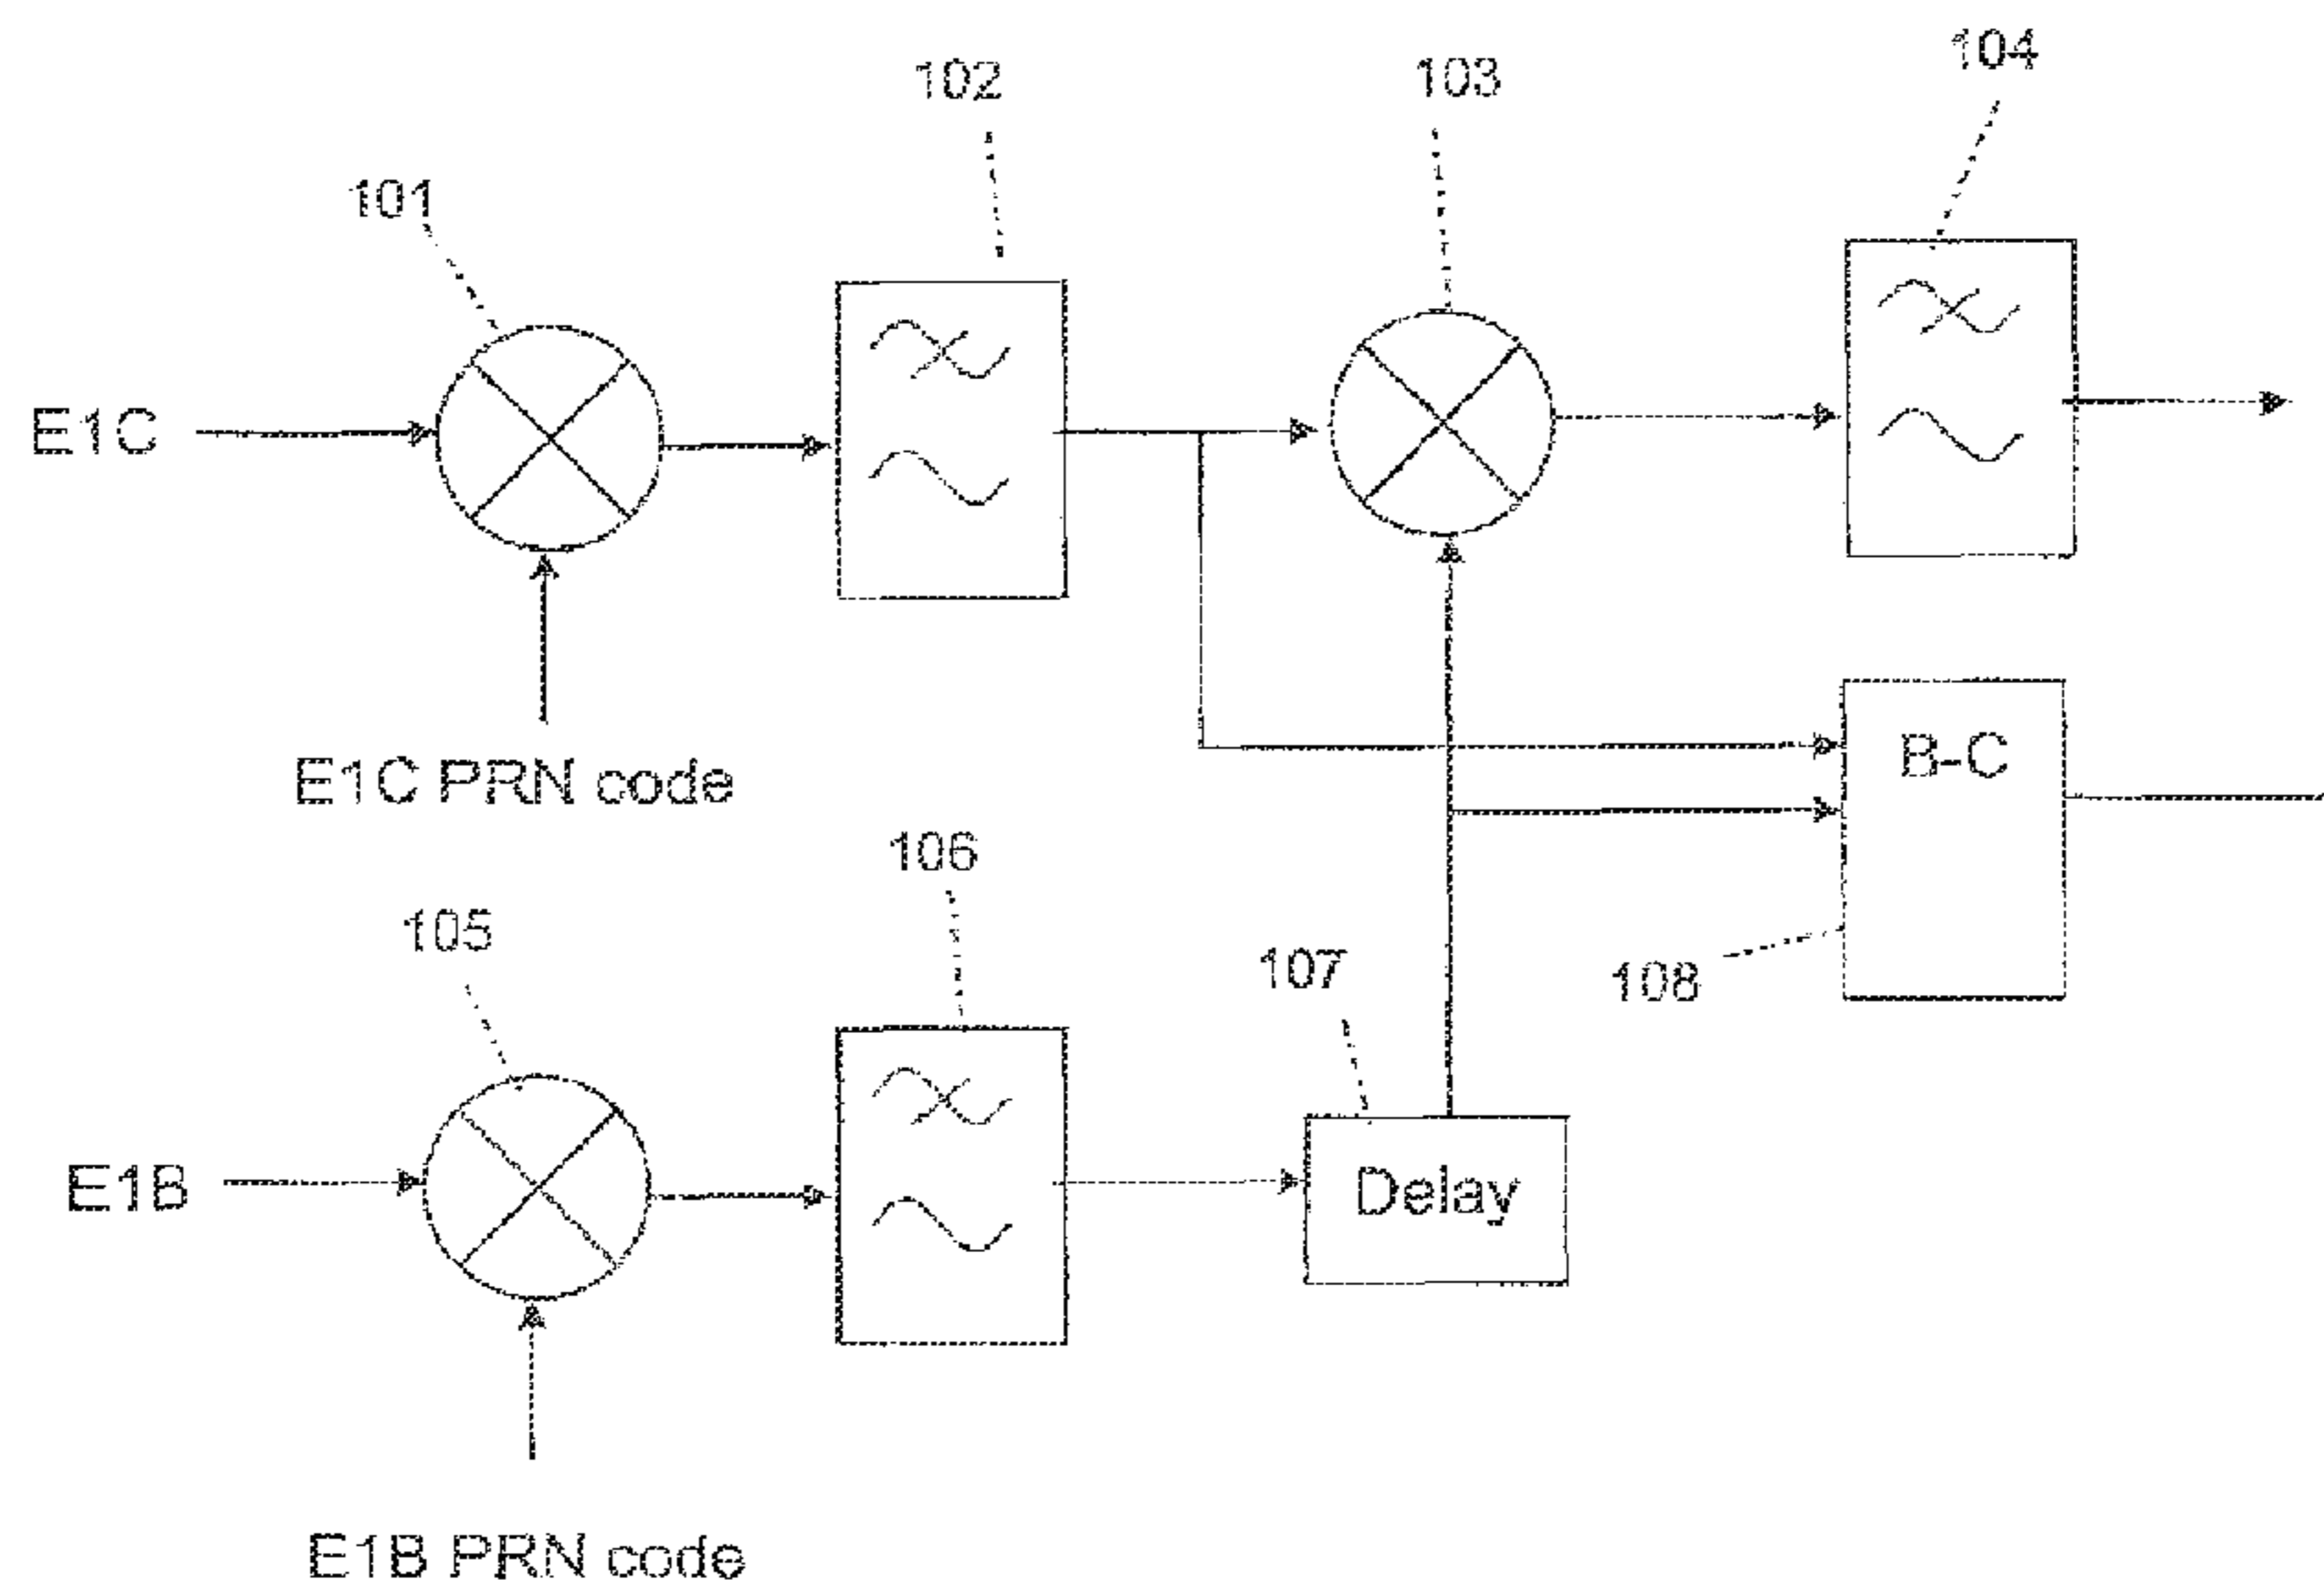 104
102
103
101
E1C
B-C
E1C PRN code
106
105
107
108
E1B
Delay
E1B PRN code